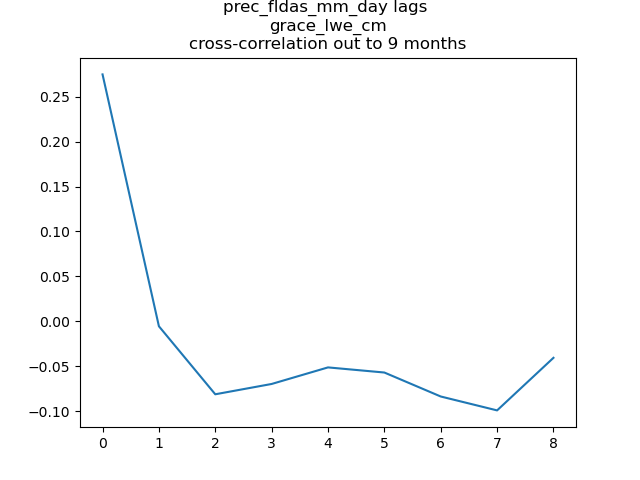 prec_fldas_mm_day lags
grace_lwe_cm
cross-correlation out to 9 months
0.25
0.20
0.15
0.10
0.05
0.00
−0.05
−0.10
0 1 2 3 4 5 6 7 8